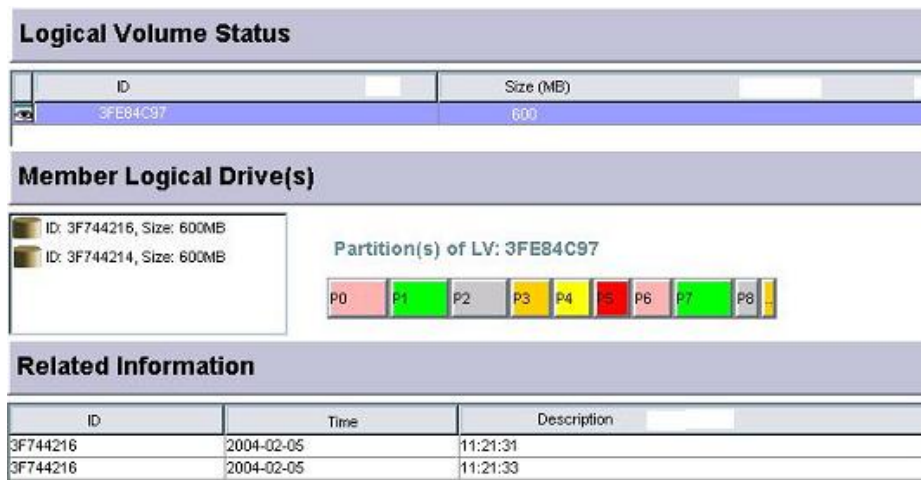 Logical Volume Status
ID Size (MB)
3FE84C97 600
Member Logical Drive(s)
ID: 3F744216, Size: 600MB
ID: 3F744214, Size: 600MB
Partition(s) of LV: 3FE84C97
P0 P1 P2 P3 P4 P5 P6 P7 P8 ..
Related Information
ID Time Description
3F744216 2004-02-05 11:21:31
3F744216 2004-02-05 11:21:33